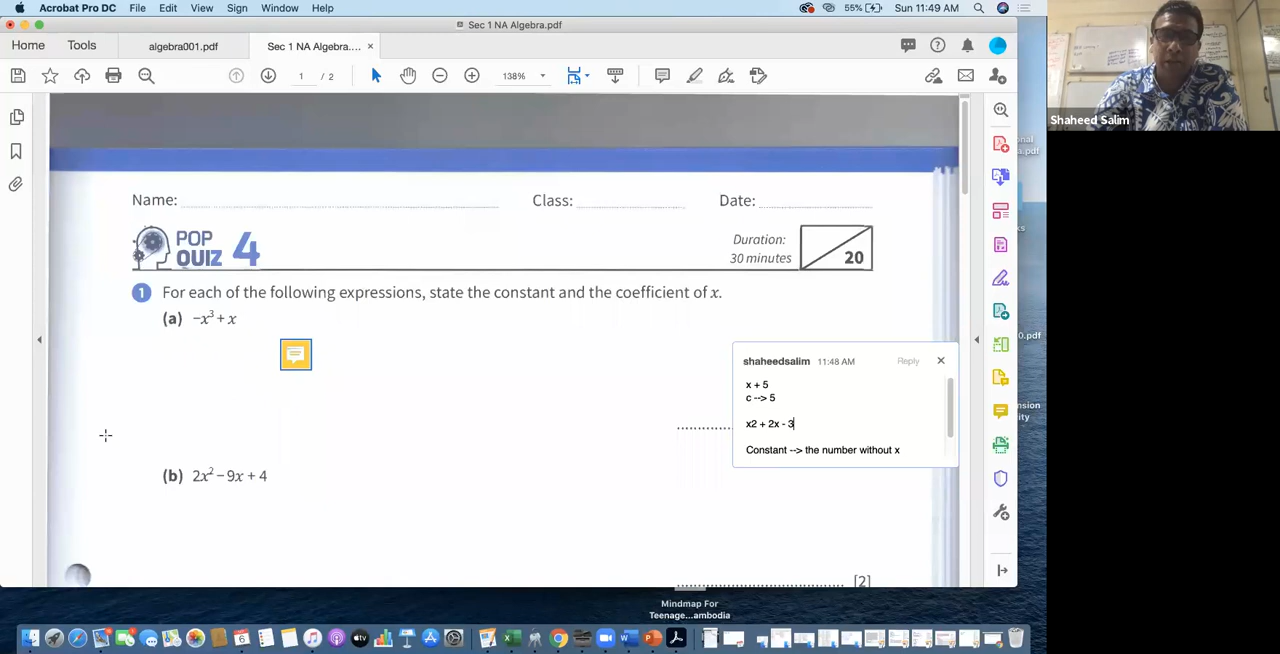 Acrobat Pro DC File Edit View Sign Window Help
55% Sun 11:49 AM
Sec 1 NA Algebra.pdf
Home Tools algebra001.pdf Sec 1 NA Algebra.... ×
1 / 2 138%
Shaheed Salim
Name: Class: Date:
POP QUIZ 4
Duration:
30 minutes
20
1 For each of the following expressions, state the constant and the coefficient of x.
(a) −x³ + x
shaheedsalim 11:48 AM Reply
x + 5
c --> 5
x2 + 2x - 3
Constant --> the number without x
(b) 2x² − 9x + 4
[2]
Mindmap For
Teenage...ambodia